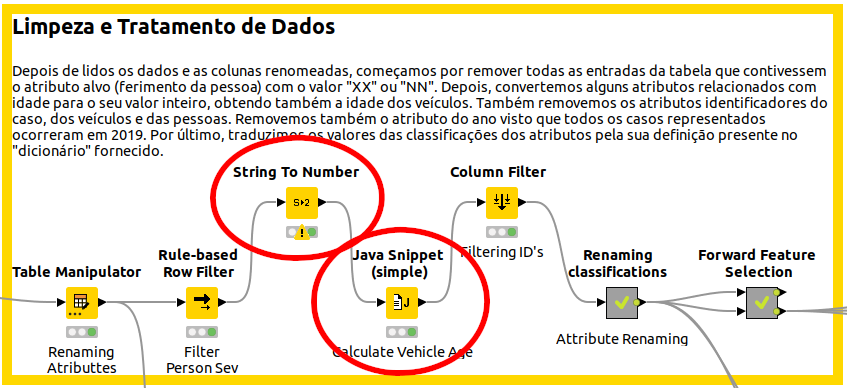 Limpeza e Tratamento de Dados
Depois de lidos os dados e as colunas renomeadas, começamos por remover todas as entradas da tabela que contivessem
o atributo alvo (ferimento da pessoa) com o valor "XX" ou "NN". Depois, convertemos alguns atributos relacionados com
idade para o seu valor inteiro, obtendo também a idade dos veículos. Também removemos os atributos identificadores do
caso, dos veículos e das pessoas. Removemos também o atributo do ano visto que todos os casos representados
ocorreram em 2019. Por último, traduzimos os valores das classificações dos atributos pela sua definição presente no
"dicionário" fornecido.
String To Number
S▸2
Column Filter
Filtering ID's
Table Manipulator
Renaming
Atributtes
Rule-based
Row Filter
Filter
Person Sev
Java Snippet
(simple)
J
Calculate Vehicle Age
Renaming
classifications
Attribute Renaming
Forward Feature
Selection